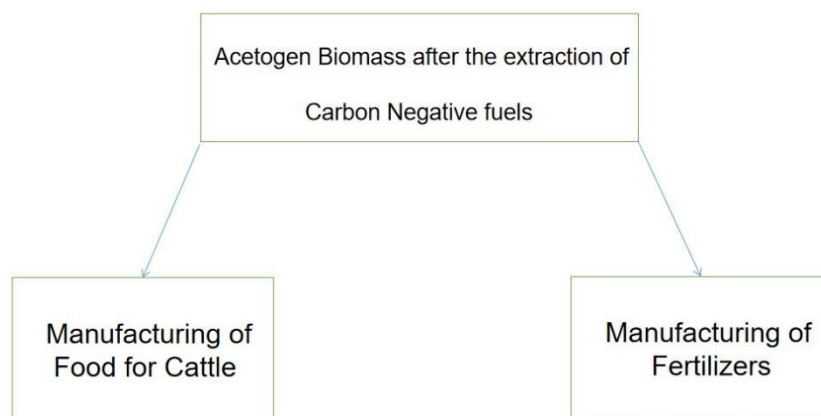 Acetogen Biomass after the extraction of
Carbon Negative fuels
Manufacturing of
Food for Cattle
Manufacturing of
Fertilizers